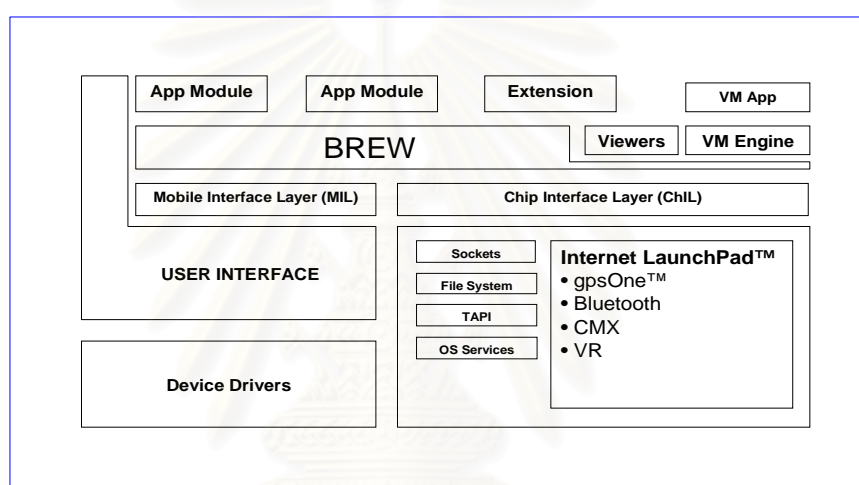 App Module
App Module
Extension
VM App
BREW
Viewers
VM Engine
Mobile Interface Layer (MIL)
Chip Interface Layer (ChIL)
USER INTERFACE
Sockets
File System
TAPI
OS Services
Internet LaunchPad™
• gpsOne™
• Bluetooth
• CMX
• VR
Device Drivers